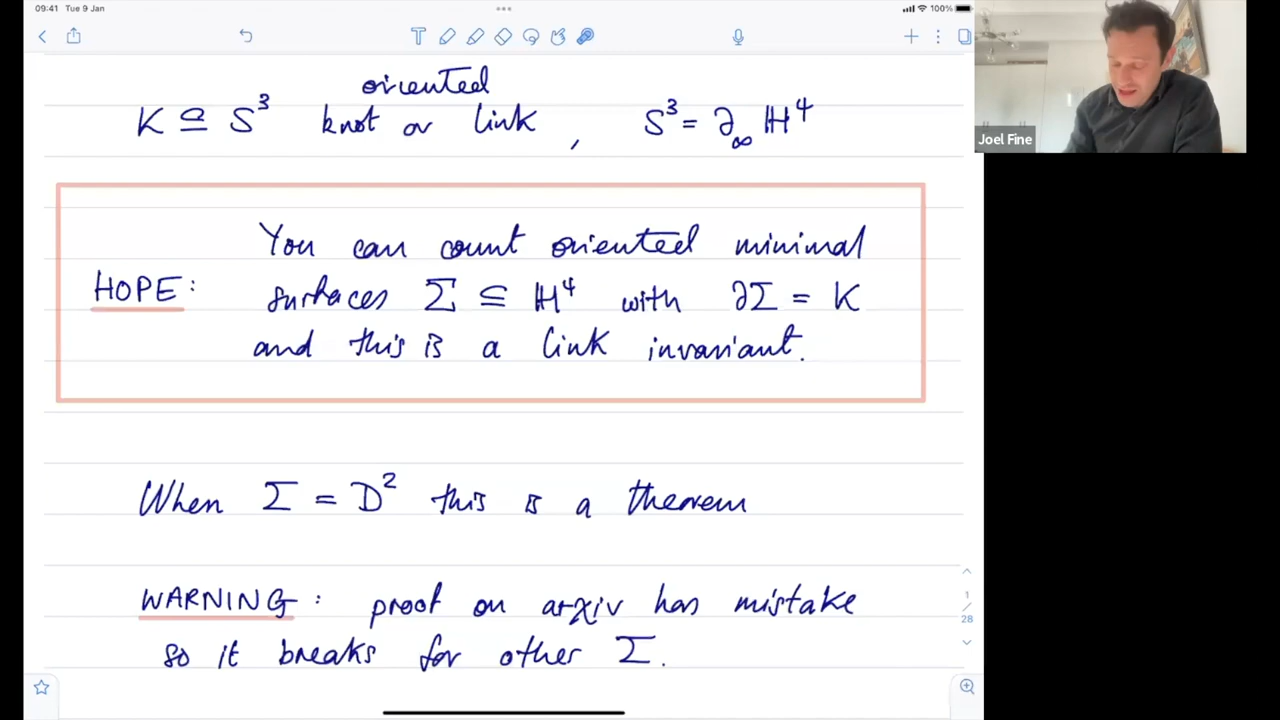 09:41 Tue 9 Jan
100%
oriented
K ⊆ S³ knot or link , S³ = ∂∞ ℍ⁴
You can count oriented minimal
HOPE: surfaces Σ ⊆ ℍ⁴ with ∂Σ = K
and this is a link invariant.
When Σ = D² this is a theorem
WARNING: proof on arxiv has mistake
so it breaks for other Σ.
1
/
28
Joel Fine